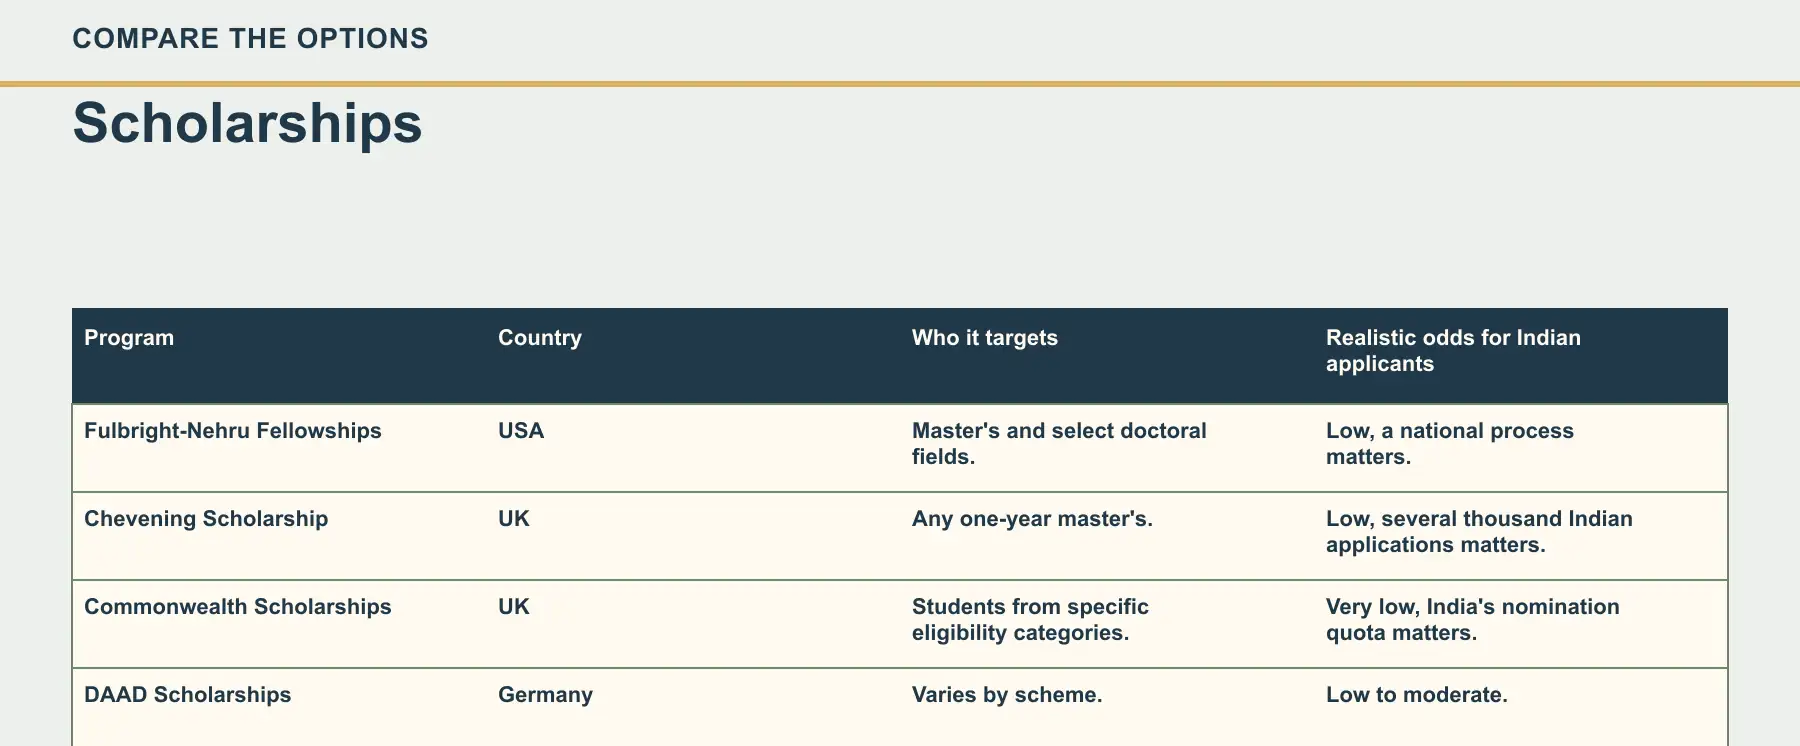 COMPARE THE OPTIONS
Scholarships
Program
Country
Who it targets
Realistic odds for Indian
applicants
Fulbright-Nehru Fellowships
USA
Master's and select doctoral
fields.
Low, a national process
matters.
Chevening Scholarship
UK
Any one-year master's.
Low, several thousand Indian
applications matters.
Commonwealth Scholarships
UK
Students from specific
eligibility categories.
Very low, India's nomination
quota matters.
DAAD Scholarships
Germany
Varies by scheme.
Low to moderate.